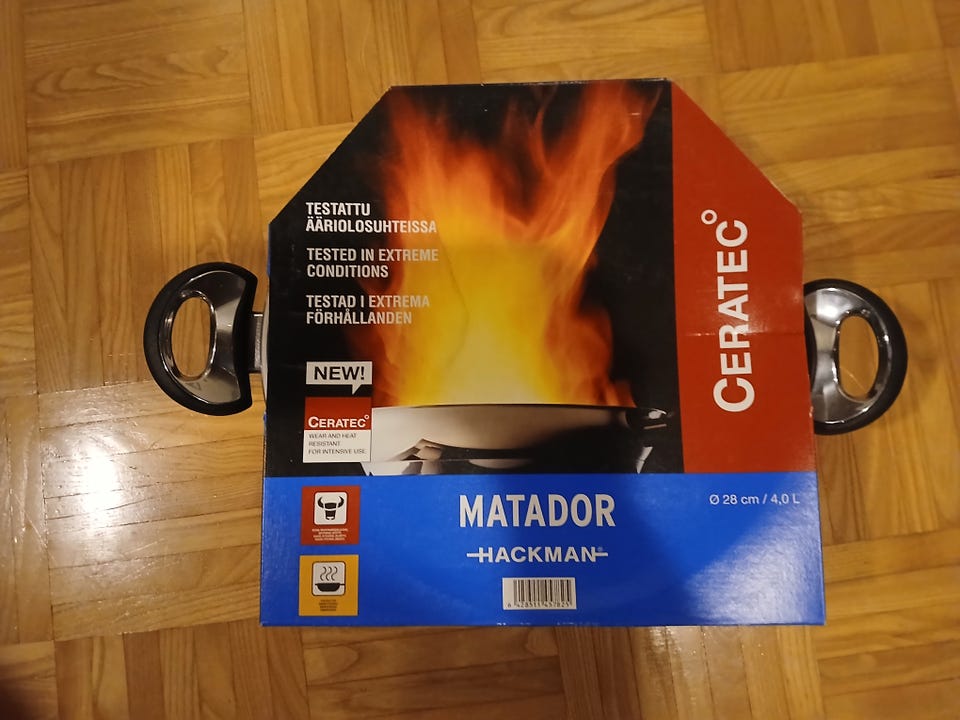 TESTATTU
ÄÄRIOLOSUHTEISSA
TESTED IN EXTREME
CONDITIONS
TESTAD I EXTREMA
FÖRHÅLLANDEN
NEW!
CERATEC°
WEAR AND HEAT
RESISTANT
FOR INTENSIVE USE
CERATEC°
MATADOR
HACKMAN®
Ø 28 cm / 4,0 L